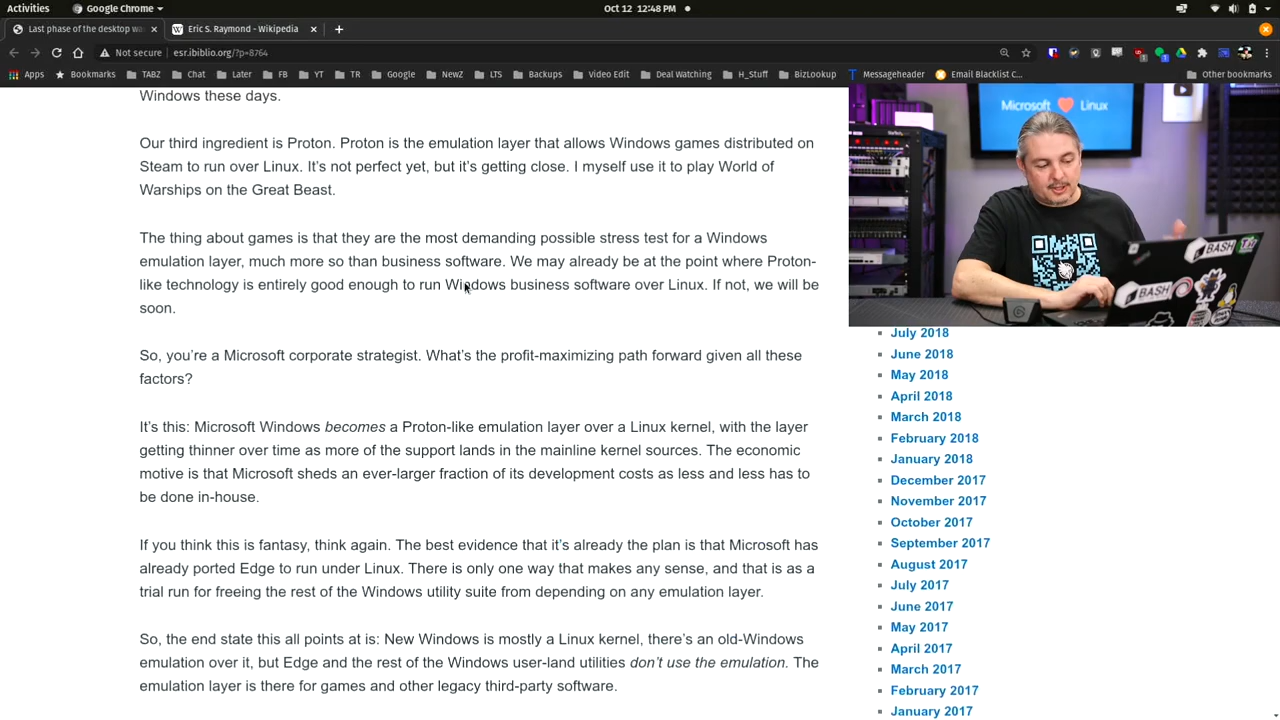 Activities
Google Chrome
Oct 12 12:48 PM
Last phase of the desktop wa
Eric S. Raymond - Wikipedia
Not secure | esr.ibiblio.org/?p=8764
Apps
Bookmarks
TABZ
Chat
Later
FB
YT
TR
Google
NewZ
LTS
Backups
Video Edit
Deal Watching
H_Stuff
BizLookup
Messageheader
Email Blacklist C...
Other bookmarks
Windows these days.
Our third ingredient is Proton. Proton is the emulation layer that allows Windows games distributed on
Steam to run over Linux. It's not perfect yet, but it's getting close. I myself use it to play World of
Warships on the Great Beast.
The thing about games is that they are the most demanding possible stress test for a Windows
emulation layer, much more so than business software. We may already be at the point where Proton-
like technology is entirely good enough to run Windows business software over Linux. If not, we will be
soon.
So, you're a Microsoft corporate strategist. What's the profit-maximizing path forward given all these
factors?
It's this: Microsoft Windows becomes a Proton-like emulation layer over a Linux kernel, with the layer
getting thinner over time as more of the support lands in the mainline kernel sources. The economic
motive is that Microsoft sheds an ever-larger fraction of its development costs as less and less has to
be done in-house.
If you think this is fantasy, think again. The best evidence that it's already the plan is that Microsoft has
already ported Edge to run under Linux. There is only one way that makes any sense, and that is as a
trial run for freeing the rest of the Windows utility suite from depending on any emulation layer.
So, the end state this all points at is: New Windows is mostly a Linux kernel, there's an old-Windows
emulation over it, but Edge and the rest of the Windows user-land utilities don't use the emulation. The
emulation layer is there for games and other legacy third-party software.
Microsoft Linux
BASH
BASH
July 2018
June 2018
May 2018
April 2018
March 2018
February 2018
January 2018
December 2017
November 2017
October 2017
September 2017
August 2017
July 2017
June 2017
May 2017
April 2017
March 2017
February 2017
January 2017